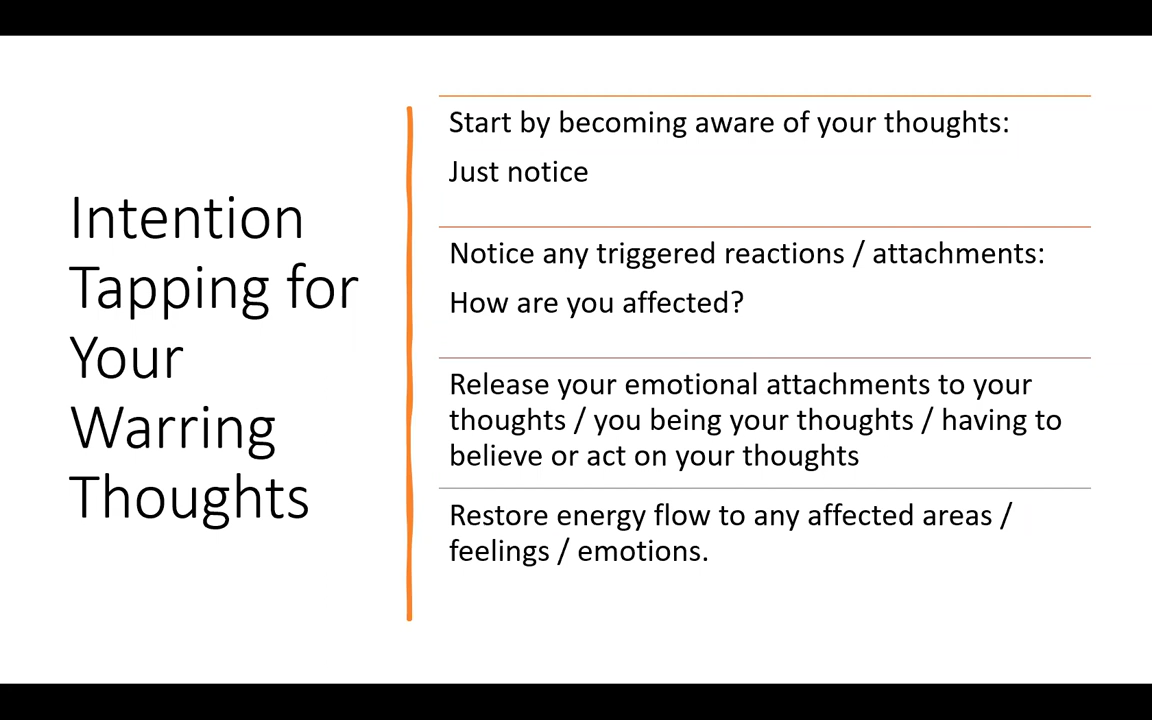 Intention
Tapping for
Your
Warring
Thoughts
Start by becoming aware of your thoughts:
Just notice
Notice any triggered reactions / attachments:
How are you affected?
Release your emotional attachments to your
thoughts / you being your thoughts / having to
believe or act on your thoughts
Restore energy flow to any affected areas /
feelings / emotions.